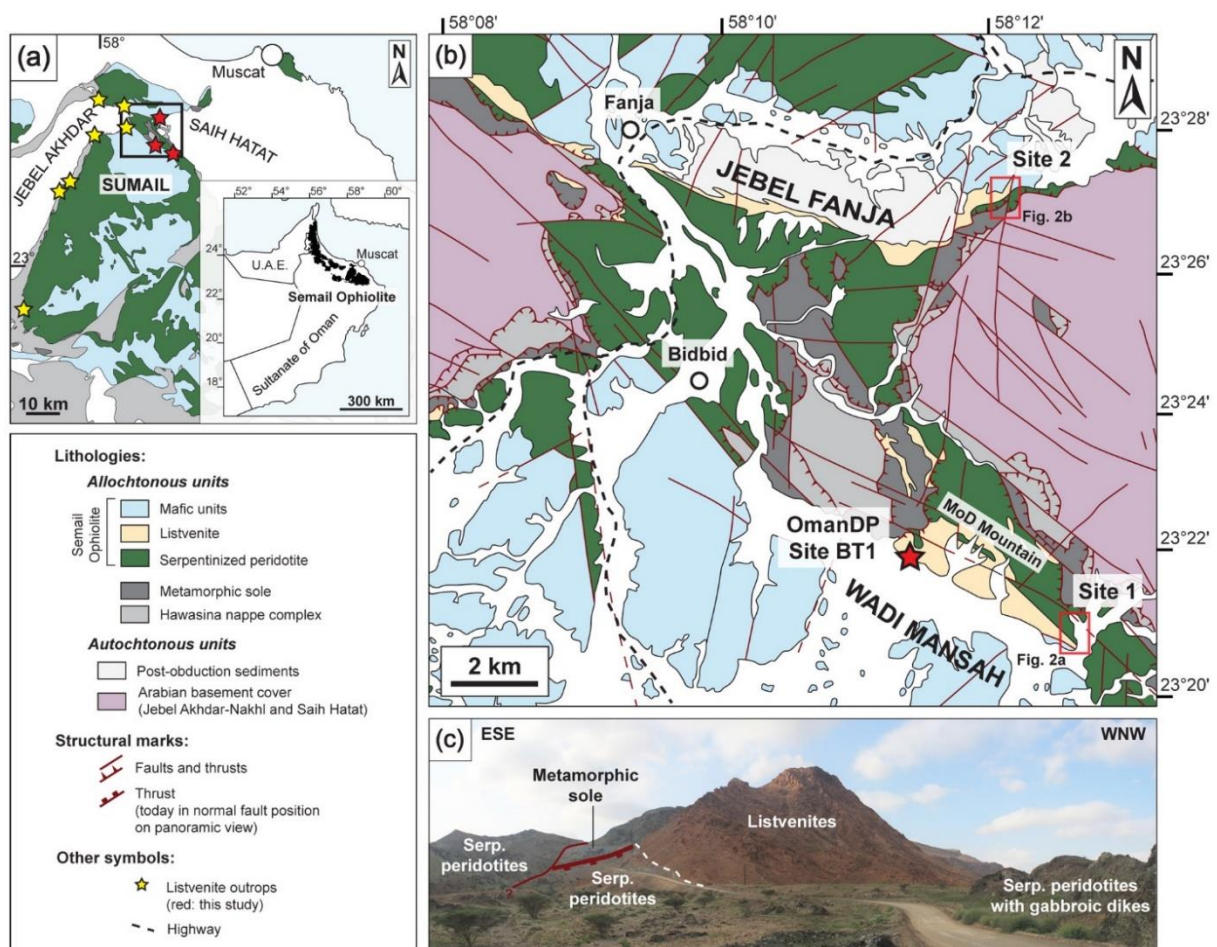 (a)
58°
N
Muscat
JEBEL AKHDAR
SAIH HATAT
SUMAIL
23°
10 km
52° 54° 56° 58° 60°
24°
22°
20°
18°
U.A.E.
Muscat
Semail Ophiolite
Sultanate of Oman
300 km
Lithologies:
Allochtonous units
Semail
Ophiolite
Mafic units
Listvenite
Serpentinized peridotite
Metamorphic sole
Hawasina nappe complex
Autochtonous units
Post-obduction sediments
Arabian basement cover
(Jebel Akhdar-Nakhl and Saih Hatat)
Structural marks:
Faults and thrusts
Thrust
(today in normal fault position
on panoramic view)
Other symbols:
Listvenite outrops
(red: this study)
Highway
58°08' 58°10' 58°12'
(b)
N
Fanja
23°28'
Site 2
JEBEL FANJA
Fig. 2b
23°26'
Bidbid
23°24'
MoD Mountain
OmanDP
Site BT1
23°22'
WADI MANSAH
Site 1
Fig. 2a
2 km
23°20'
(c)
ESE
WNW
Metamorphic
sole
Listvenites
Serp.
peridotites
Serp.
peridotites
?
Serp. peridotites
with gabbroic dikes